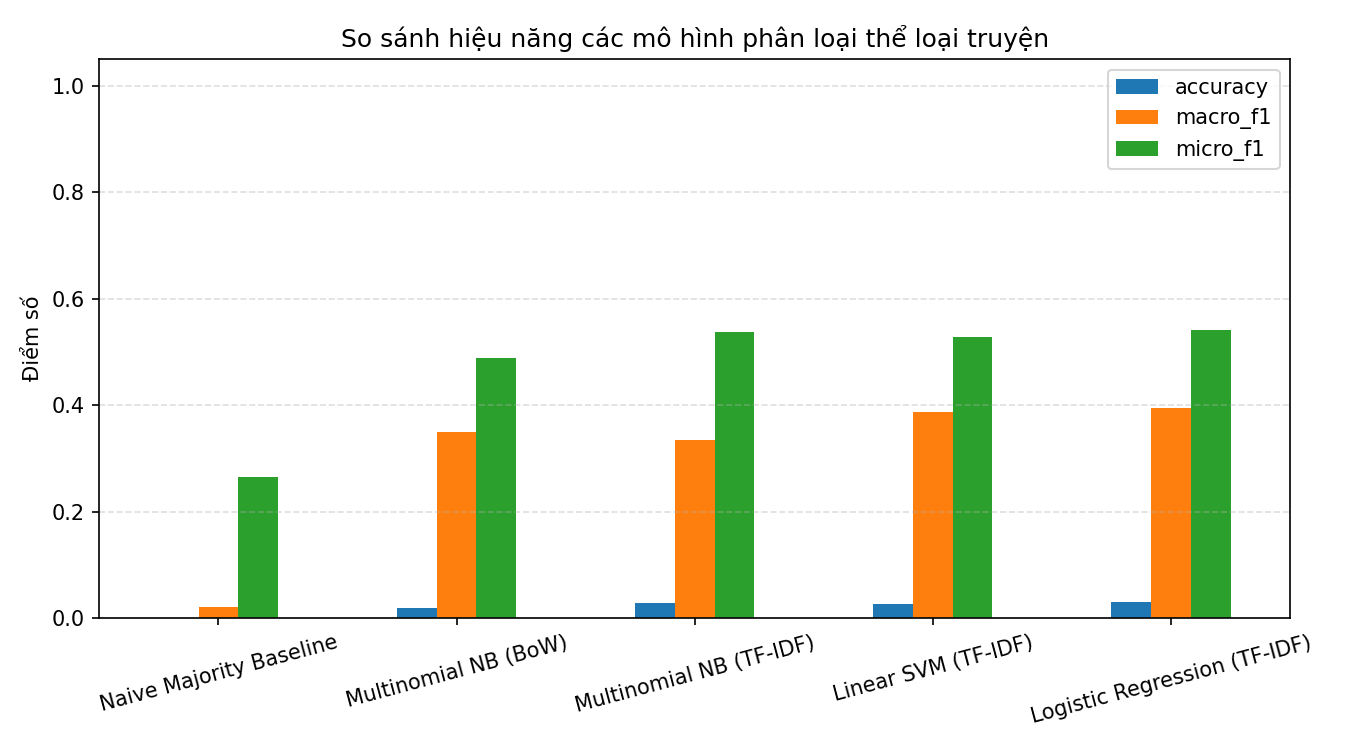 So sánh hiệu năng các mô hình phân loại thể loại truyện
accuracy
macro_f1
micro_f1
Điểm số
1.0
0.8
0.6
0.4
0.2
0.0
Naive Majority Baseline
Multinomial NB (BoW)
Multinomial NB (TF-IDF)
Linear SVM (TF-IDF)
Logistic Regression (TF-IDF)